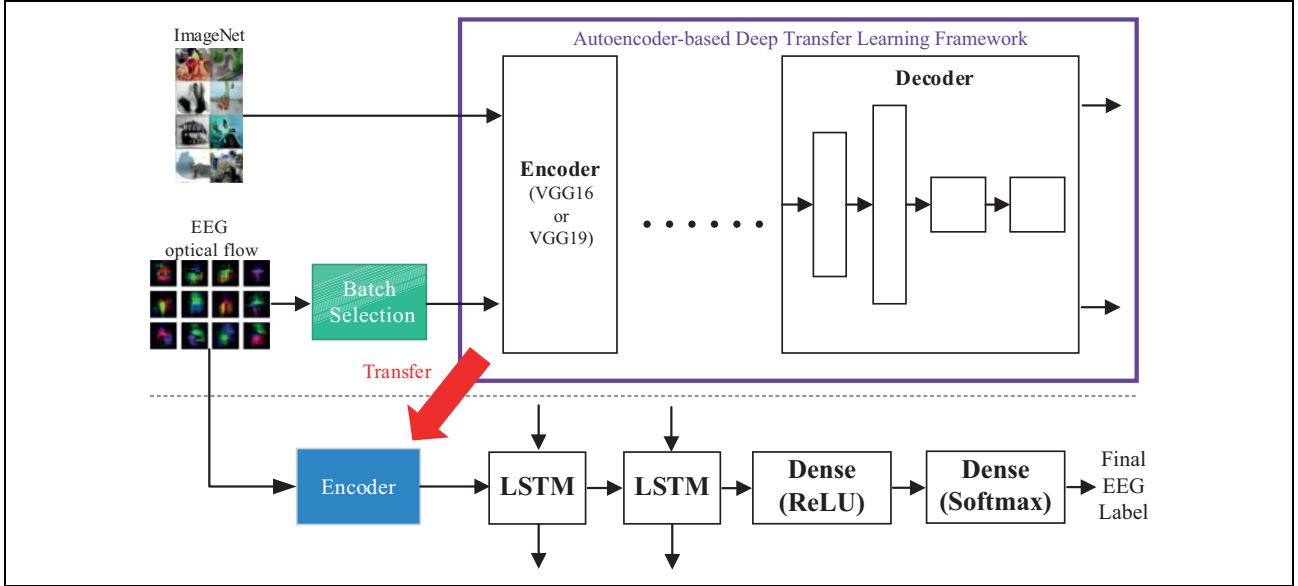 ImageNet
Autoencoder-based Deep Transfer Learning Framework
Decoder
Encoder
(VGG16
or
VGG19)
EEG
optical flow
Batch
Selection
Transfer
Encoder
LSTM
LSTM
Dense
(ReLU)
Dense
(Softmax)
Final
EEG
Label